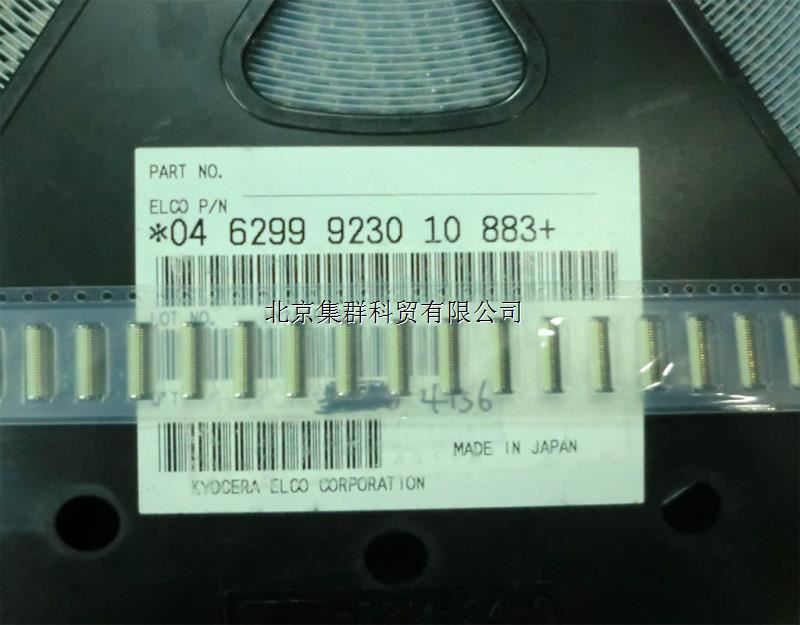 PART NO.
ELCO P/N
*04 6299 9230 10 883+
北京集群科贸有限公司
LOT NO.
MADE IN JAPAN
KYOCERA ELCO CORPORATION